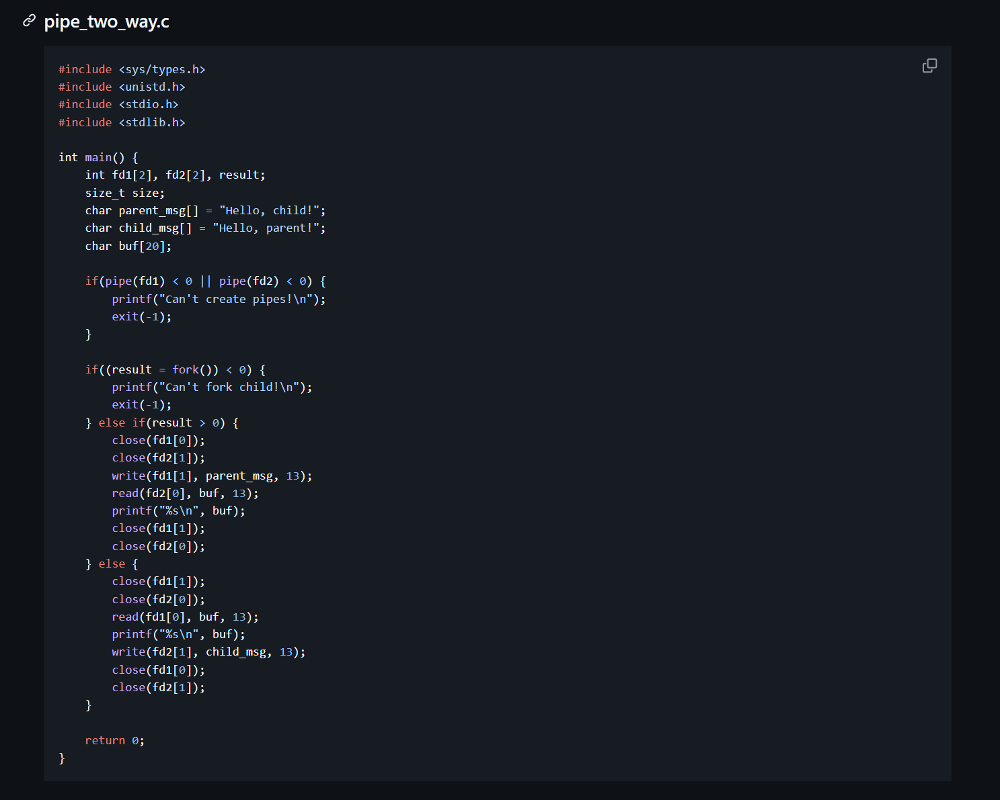 pipe_two_way.c
#include <sys/types.h>
#include <unistd.h>
#include <stdio.h>
#include <stdlib.h>
int main() {
    int fd1[2], fd2[2], result;
    size_t size;
    char parent_msg[] = "Hello, child!";
    char child_msg[] = "Hello, parent!";
    char buf[20];
    if(pipe(fd1) < 0 || pipe(fd2) < 0) {
        printf("Can't create pipes!\n");
        exit(-1);
    }
    if((result = fork()) < 0) {
        printf("Can't fork child!\n");
        exit(-1);
    } else if(result > 0) {
        close(fd1[0]);
        close(fd2[1]);
        write(fd1[1], parent_msg, 13);
        read(fd2[0], buf, 13);
        printf("%s\n", buf);
        close(fd1[1]);
        close(fd2[0]);
    } else {
        close(fd1[1]);
        close(fd2[0]);
        read(fd1[0], buf, 13);
        printf("%s\n", buf);
        write(fd2[1], child_msg, 13);
        close(fd1[0]);
        close(fd2[1]);
    }
    return 0;
}